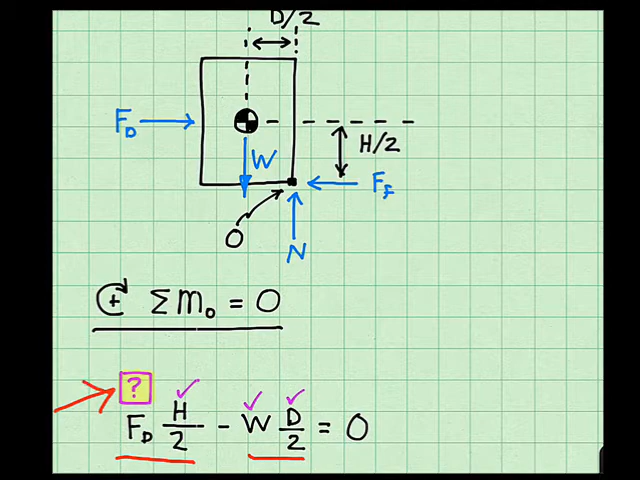 D/2
F_D
W
H/2
F_F
O
N
+ ΣM_O = 0
?
F_D H/2 - W D/2 = 0